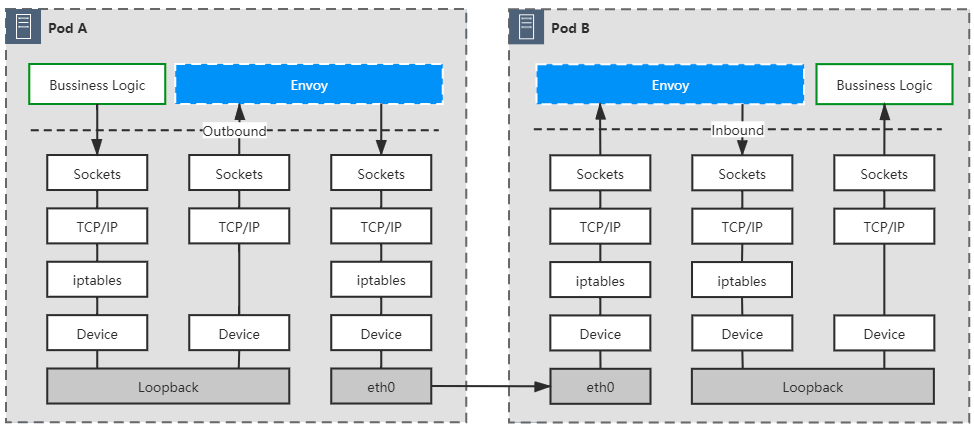 Pod A
Pod B
Bussiness Logic
Envoy
Envoy
Bussiness Logic
Outbound
Inbound
Sockets
Sockets
Sockets
Sockets
Sockets
Sockets
TCP/IP
TCP/IP
TCP/IP
TCP/IP
TCP/IP
TCP/IP
iptables
iptables
iptables
iptables
Device
Device
Device
Device
Device
Device
Loopback
eth0
eth0
Loopback